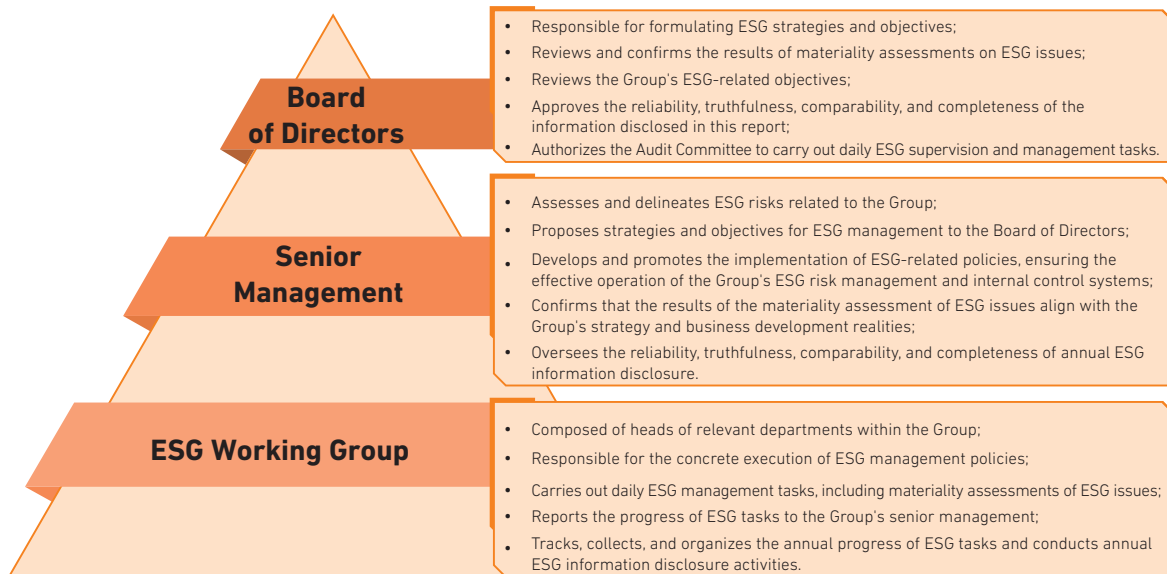 Board
of Directors
• Responsible for formulating ESG strategies and objectives;
• Reviews and confirms the results of materiality assessments on ESG issues;
• Reviews the Group's ESG-related objectives;
• Approves the reliability, truthfulness, comparability, and completeness of the
information disclosed in this report;
• Authorizes the Audit Committee to carry out daily ESG supervision and management tasks.
Senior
Management
• Assesses and delineates ESG risks related to the Group;
• Proposes strategies and objectives for ESG management to the Board of Directors;
• Develops and promotes the implementation of ESG-related policies, ensuring the
effective operation of the Group's ESG risk management and internal control systems;
• Confirms that the results of the materiality assessment of ESG issues align with the
Group's strategy and business development realities;
• Oversees the reliability, truthfulness, comparability, and completeness of annual ESG
information disclosure.
ESG Working Group
• Composed of heads of relevant departments within the Group;
• Responsible for the concrete execution of ESG management policies;
• Carries out daily ESG management tasks, including materiality assessments of ESG issues;
• Reports the progress of ESG tasks to the Group's senior management;
• Tracks, collects, and organizes the annual progress of ESG tasks and conducts annual
ESG information disclosure activities.